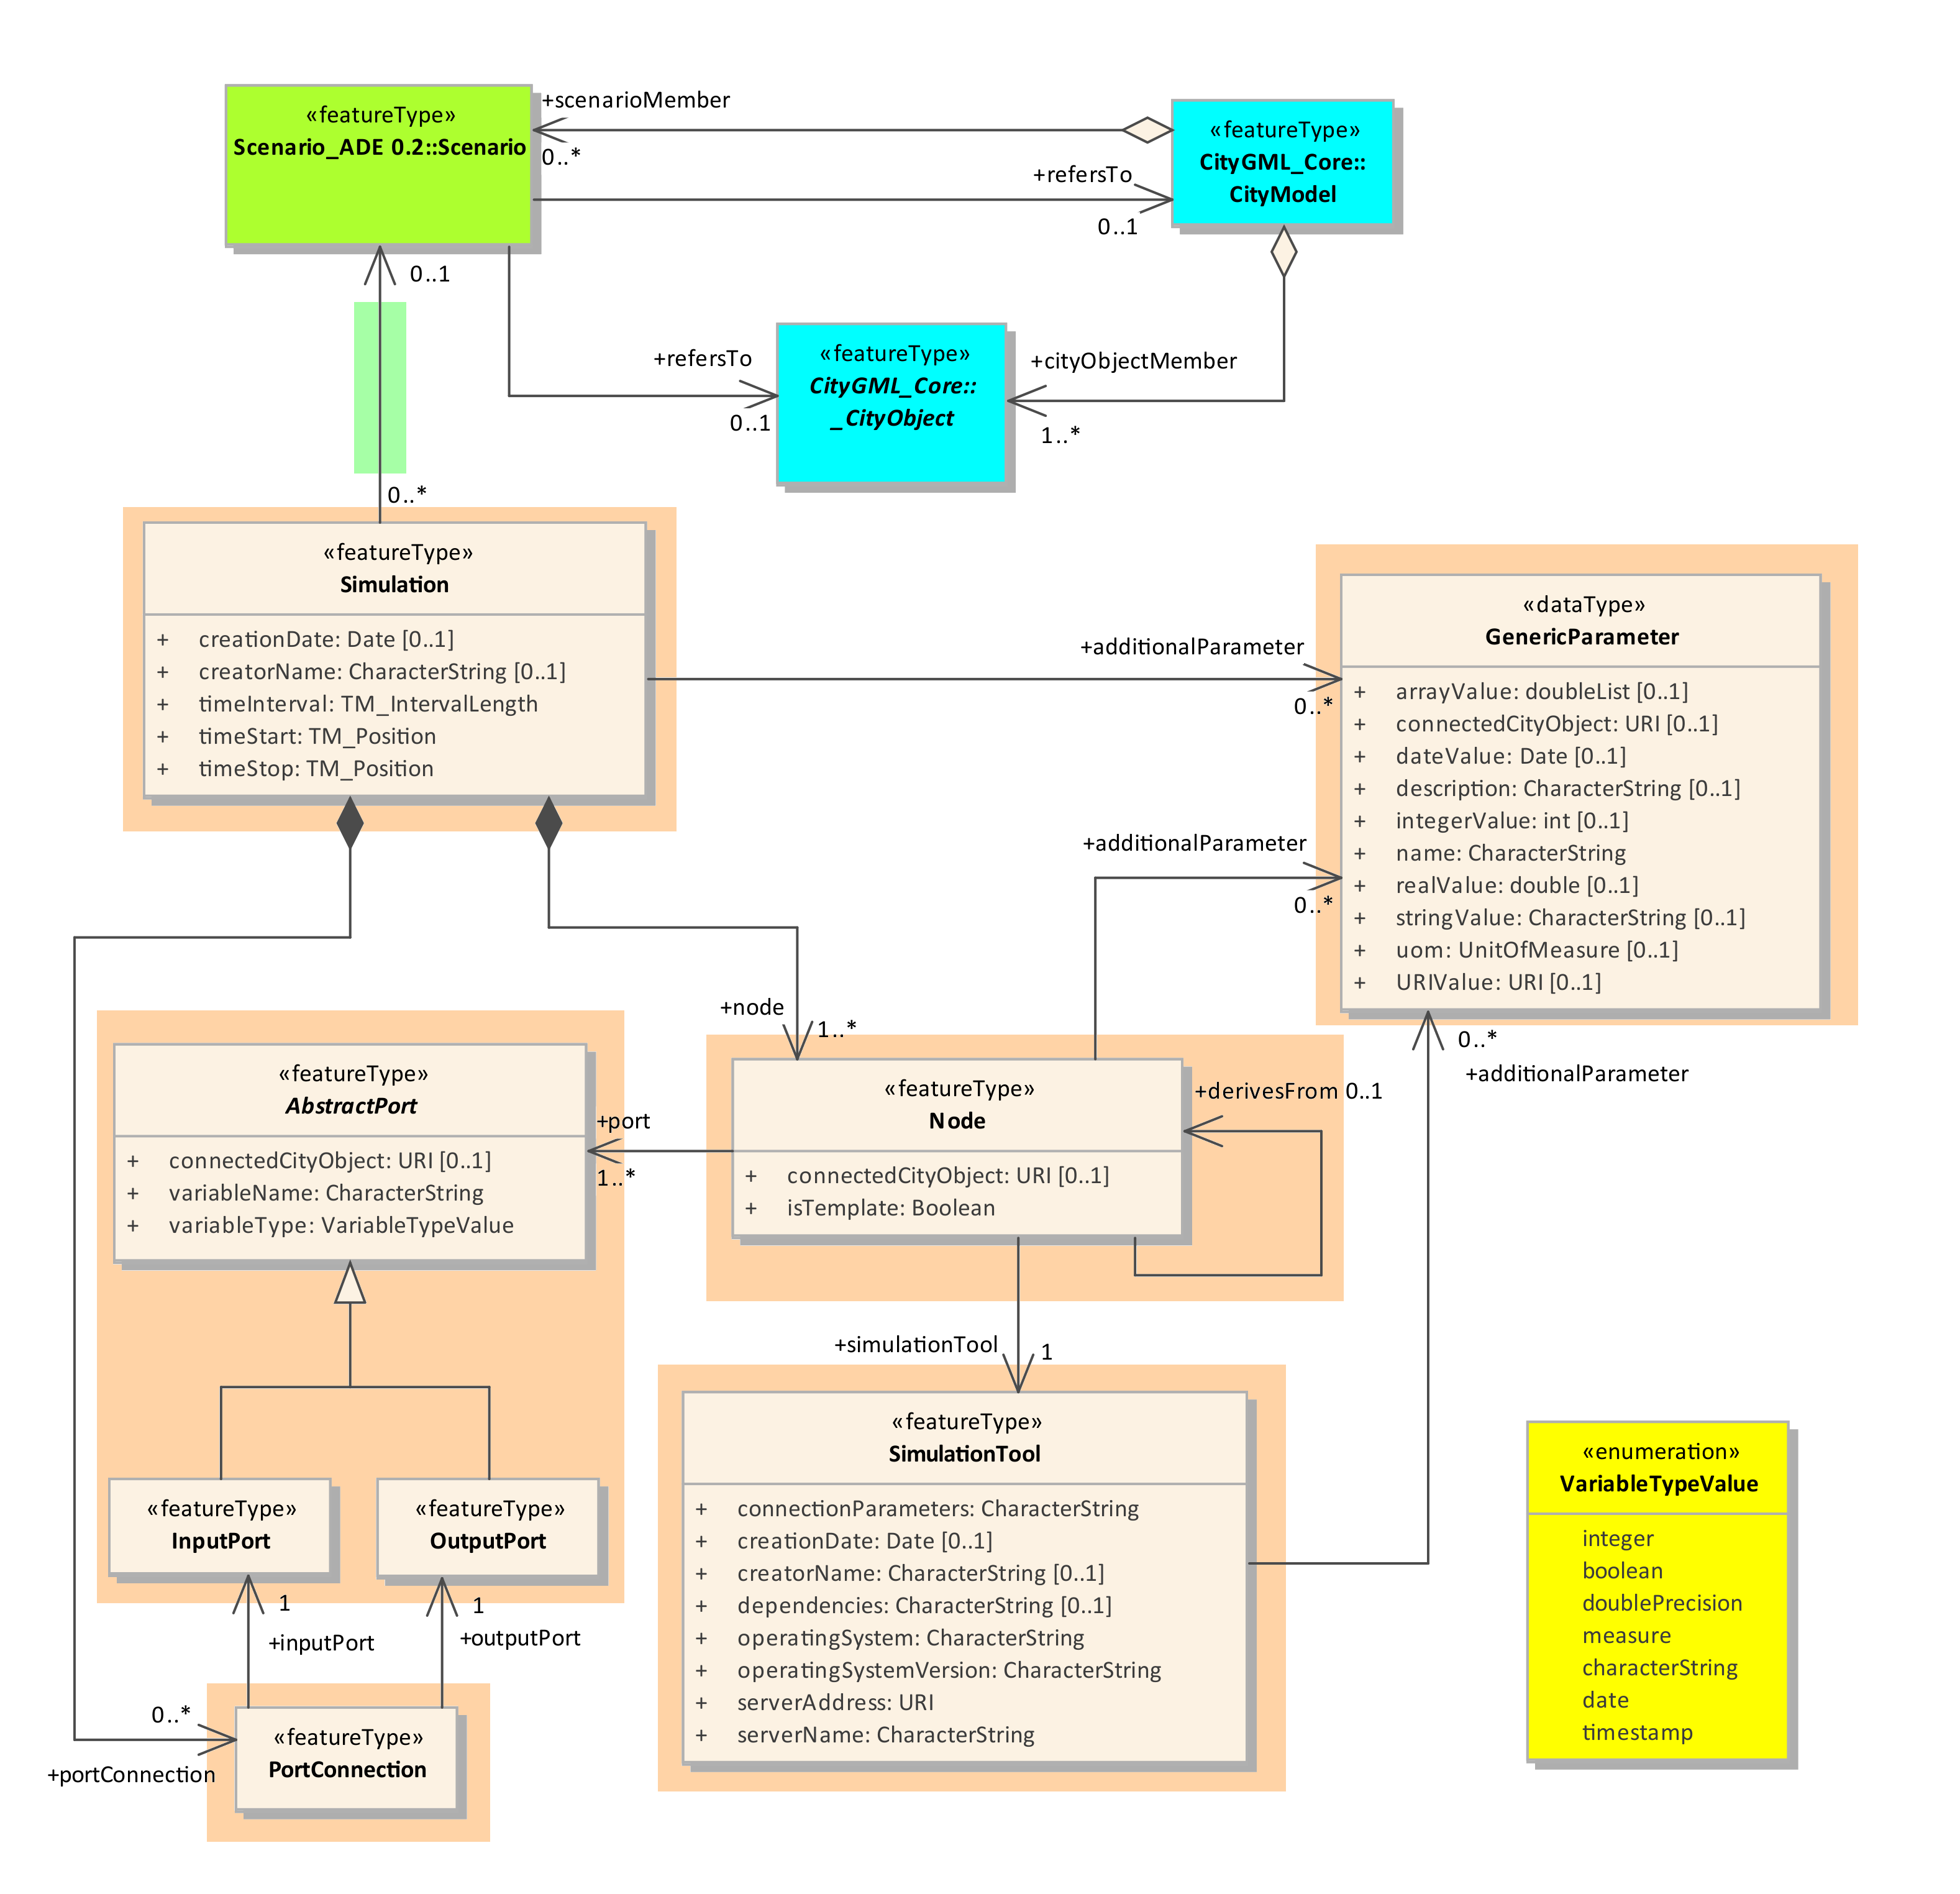 «featureType»
Scenario_ADE 0.2::Scenario
+scenarioMember
0..*
+refersTo
0..1
«featureType»
CityGML_Core::
CityModel
0..1
0..*
+refersTo
0..1
«featureType»
CityGML_Core::
_CityObject
+cityObjectMember
1..*
«featureType»
Simulation
+ creationDate: Date [0..1]
+ creatorName: CharacterString [0..1]
+ timeInterval: TM_IntervalLength
+ timeStart: TM_Position
+ timeStop: TM_Position
+additionalParameter
0..*
«dataType»
GenericParameter
+ arrayValue: doubleList [0..1]
+ connectedCityObject: URI [0..1]
+ dateValue: Date [0..1]
+ description: CharacterString [0..1]
+ integerValue: int [0..1]
+ name: CharacterString
+ realValue: double [0..1]
+ stringValue: CharacterString [0..1]
+ uom: UnitOfMeasure [0..1]
+ URIValue: URI [0..1]
+additionalParameter
0..*
0..*
+additionalParameter
+node
1..*
«featureType»
AbstractPort
+ connectedCityObject: URI [0..1]
+ variableName: CharacterString
+ variableType: VariableTypeValue
+port
1..*
«featureType»
Node
+ connectedCityObject: URI [0..1]
+ isTemplate: Boolean
+derivesFrom 0..1
+simulationTool
1
«featureType»
InputPort
«featureType»
OutputPort
1
+inputPort
1
+outputPort
0..*
+portConnection
«featureType»
PortConnection
«featureType»
SimulationTool
+ connectionParameters: CharacterString
+ creationDate: Date [0..1]
+ creatorName: CharacterString [0..1]
+ dependencies: CharacterString [0..1]
+ operatingSystem: CharacterString
+ operatingSystemVersion: CharacterString
+ serverAddress: URI
+ serverName: CharacterString
«enumeration»
VariableTypeValue
integer
boolean
doublePrecision
measure
characterString
date
timestamp